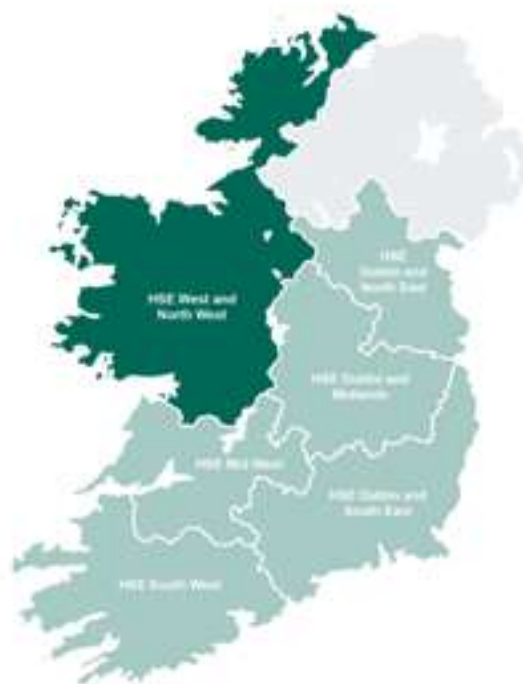 HSE
Dublin and
North East
HSE West and
North West
HSE Dublin and
Midlands
HSE Mid West
HSE Dublin and
South East
HSE South West